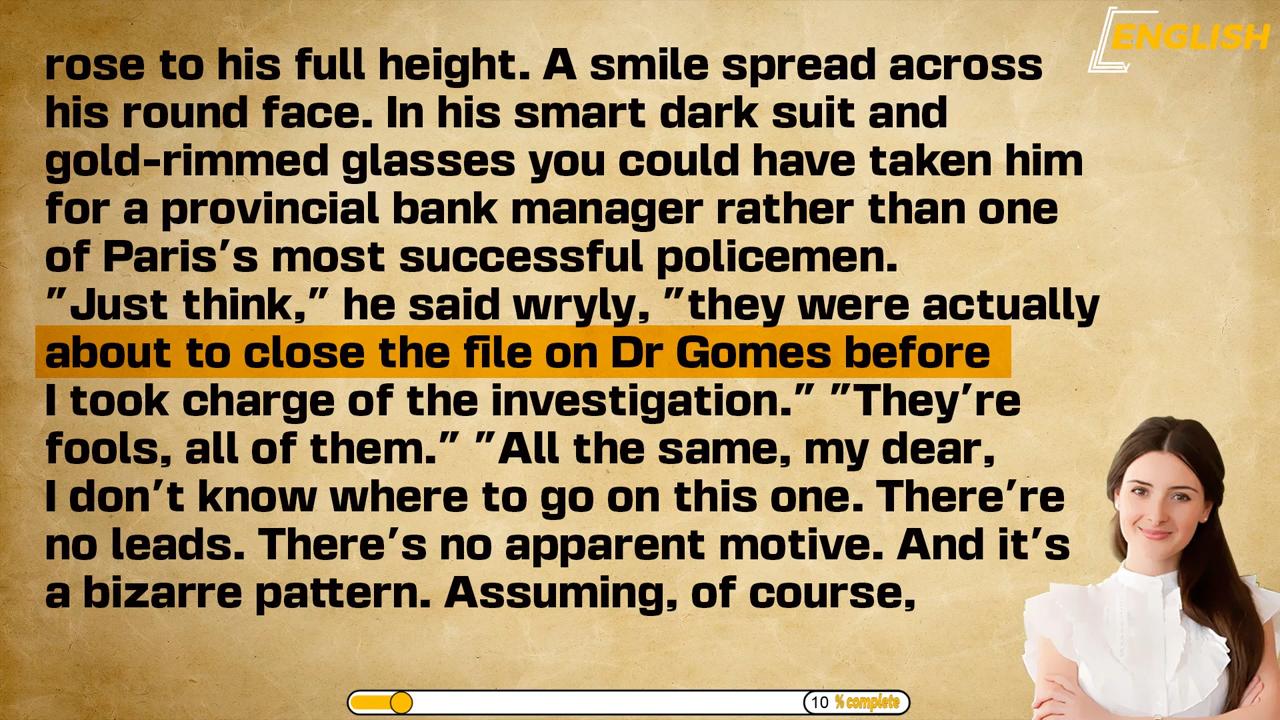 ENGLISH
rose to his full height. A smile spread across
his round face. In his smart dark suit and
gold-rimmed glasses you could have taken him
for a provincial bank manager rather than one
of Paris's most successful policemen.
"Just think," he said wryly, "they were actually
about to close the file on Dr Gomes before
I took charge of the investigation." "They're
fools, all of them." "All the same, my dear,
I don't know where to go on this one. There're
no leads. There's no apparent motive. And it's
a bizarre pattern. Assuming, of course,
10 % complete